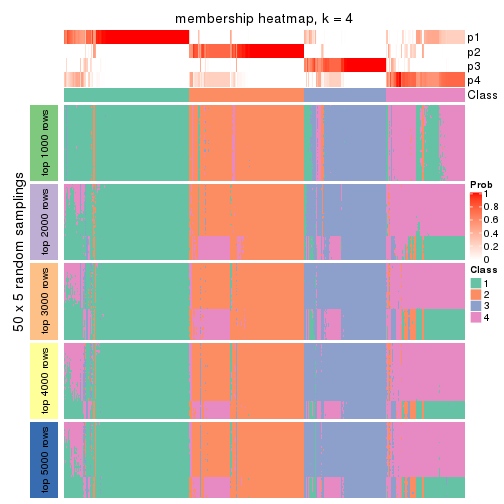 membership heatmap, k = 4
p1
p2
p3
p4
Class
50 x 5 random samplings
top 1000 rows
top 2000 rows
top 3000 rows
top 4000 rows
top 5000 rows
Prob
1
0.8
0.6
0.4
0.2
0
Class
1
2
3
4